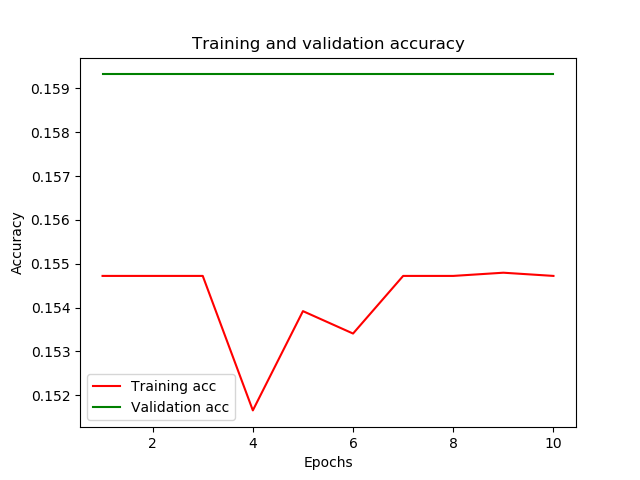 Training and validation accuracy
Accuracy
0.159
0.158
0.157
0.156
0.155
0.154
0.153
0.152
Training acc
Validation acc
2 4 6 8 10
Epochs